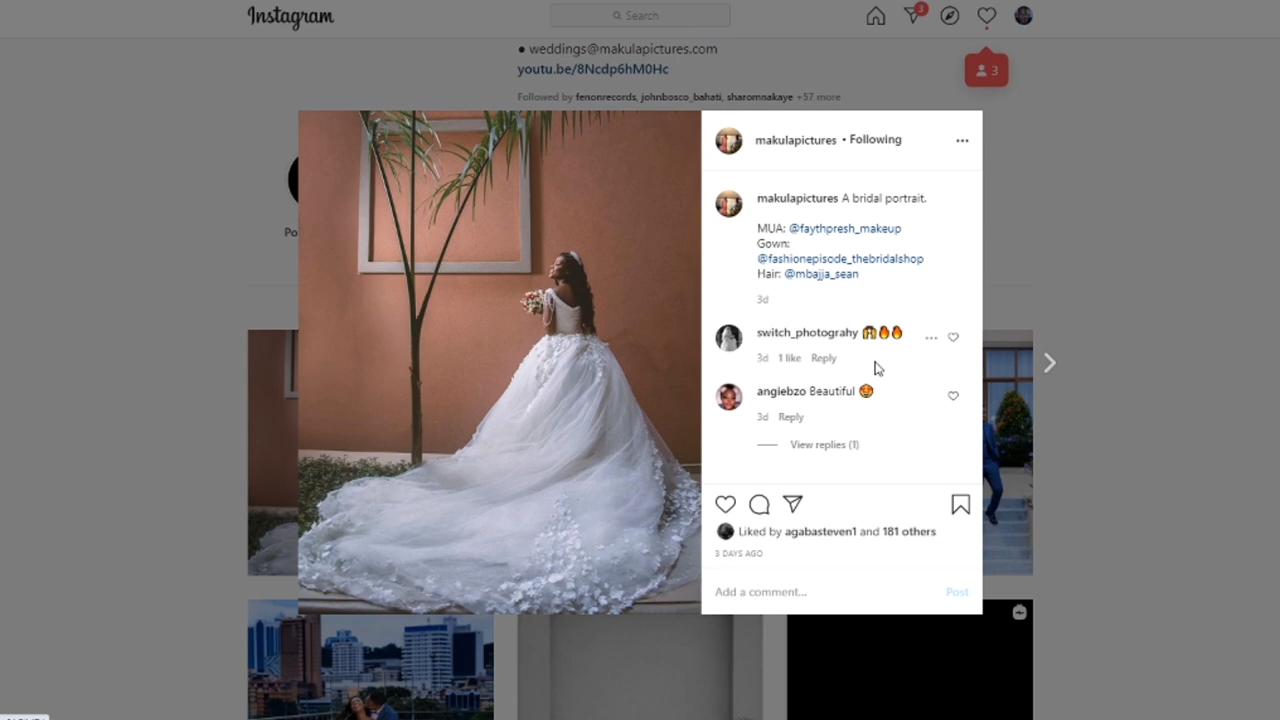 Instagram
Search
3
● weddings@makulapictures.com
youtu.be/8Ncdp6hM0Hc
3
Followed by fenonrecords, johnbosco_bahati, sharomnakaye +57 more
makulapictures • Following
makulapictures A bridal portrait.
MUA: @faythpresh_makeup
Gown:
@fashionepisode_thebridalshop
Hair: @mbajja_sean
3d
Po
switch_photograhy 🙌🔥🔥
3d 1 like Reply
angiebzo Beautiful 😍
3d Reply
View replies (1)
Liked by agabasteven1 and 181 others
3 DAYS AGO
Add a comment...
Post